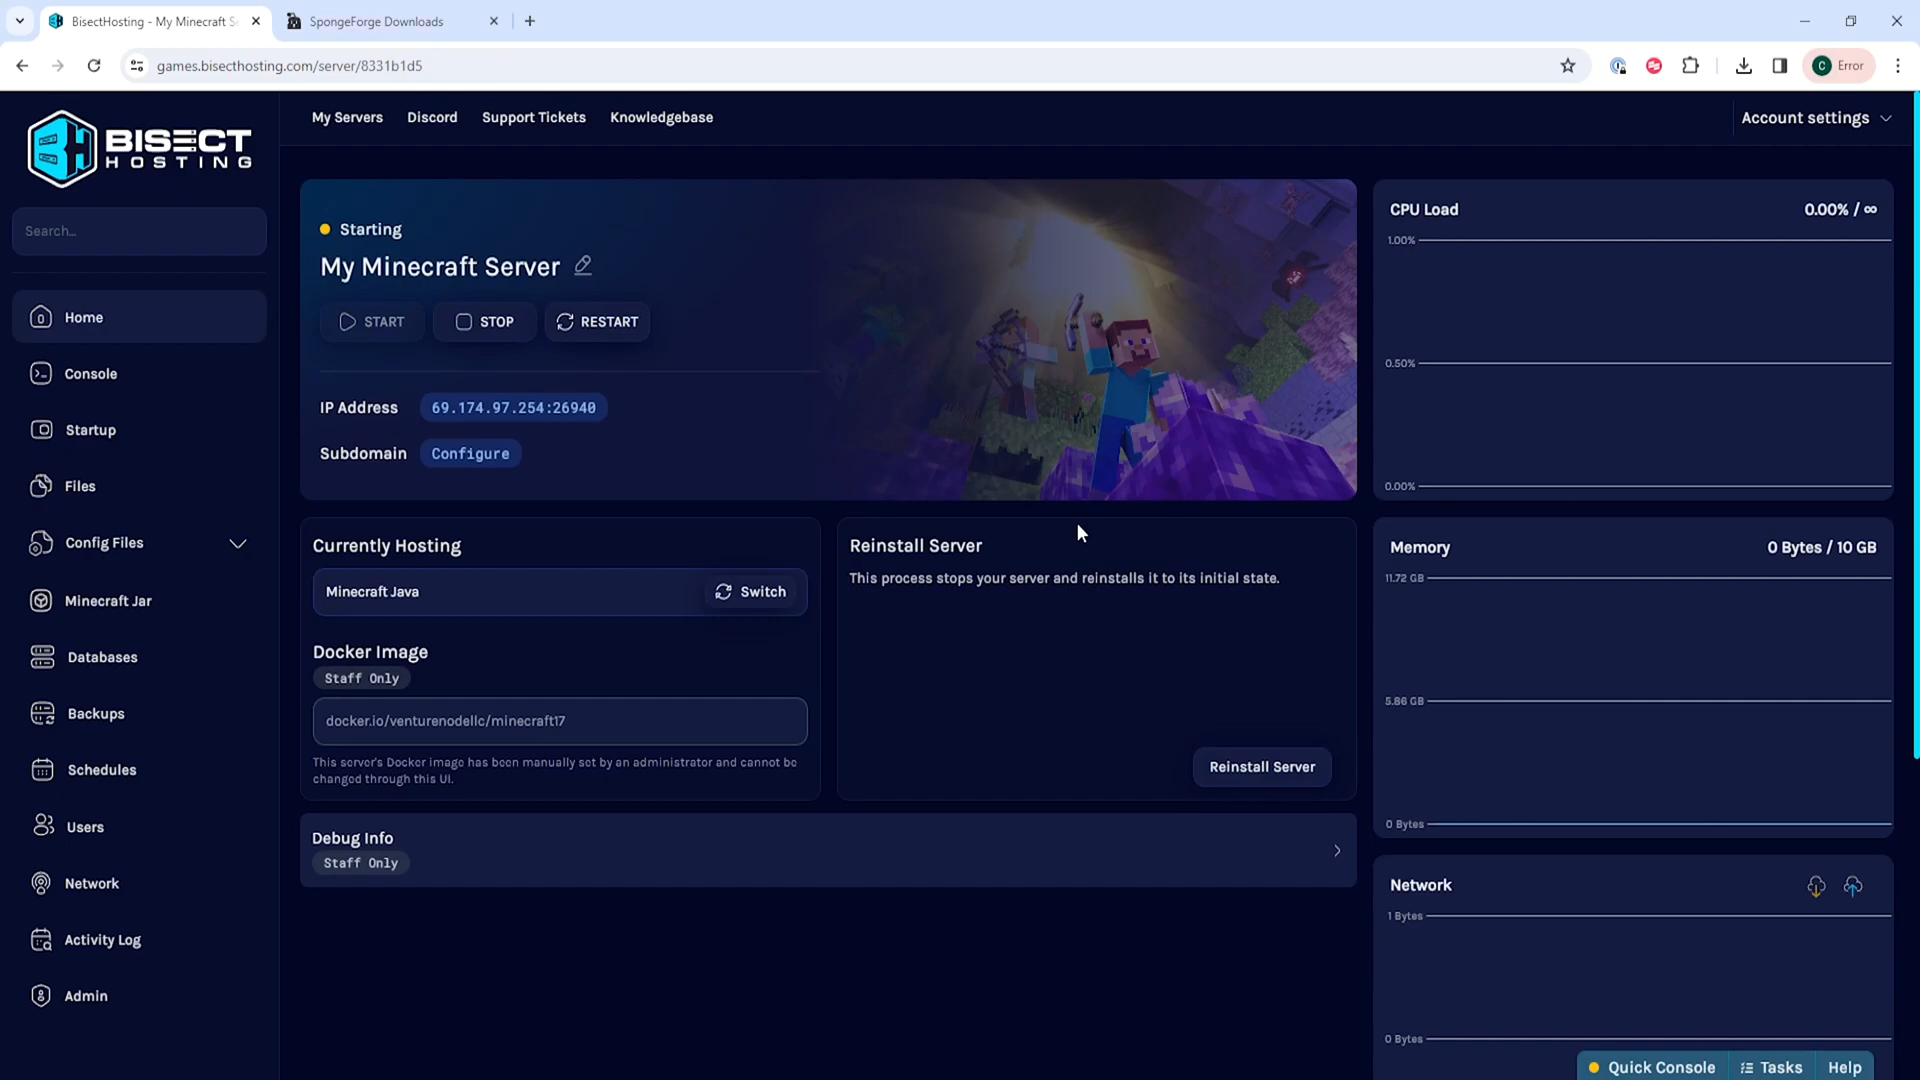 BisectHosting - My Minecraft S
SpongeForge Downloads
games.bisecthosting.com/server/8331b1d5
C Error
BISECT
HOSTING
My Servers
Discord
Support Tickets
Knowledgebase
Account settings
Search...
Home
Console
Startup
Files
Config Files
Minecraft Jar
Databases
Backups
Schedules
Users
Network
Activity Log
Admin
Starting
My Minecraft Server
START
STOP
RESTART
IP Address 69.174.97.254:26940
Subdomain Configure
Currently Hosting
Minecraft Java
Switch
Docker Image
Staff Only
docker.io/venturenodellc/minecraft17
This server's Docker image has been manually set by an administrator and cannot be
changed through this UI.
Reinstall Server
This process stops your server and reinstalls it to its initial state.
Reinstall Server
Debug Info
Staff Only
CPU Load
0.00% / ∞
1.00%
0.50%
0.00%
Memory
0 Bytes / 10 GB
11.72 GB
5.86 GB
0 Bytes
Network
1 Bytes
0 Bytes
Quick Console
Tasks
Help